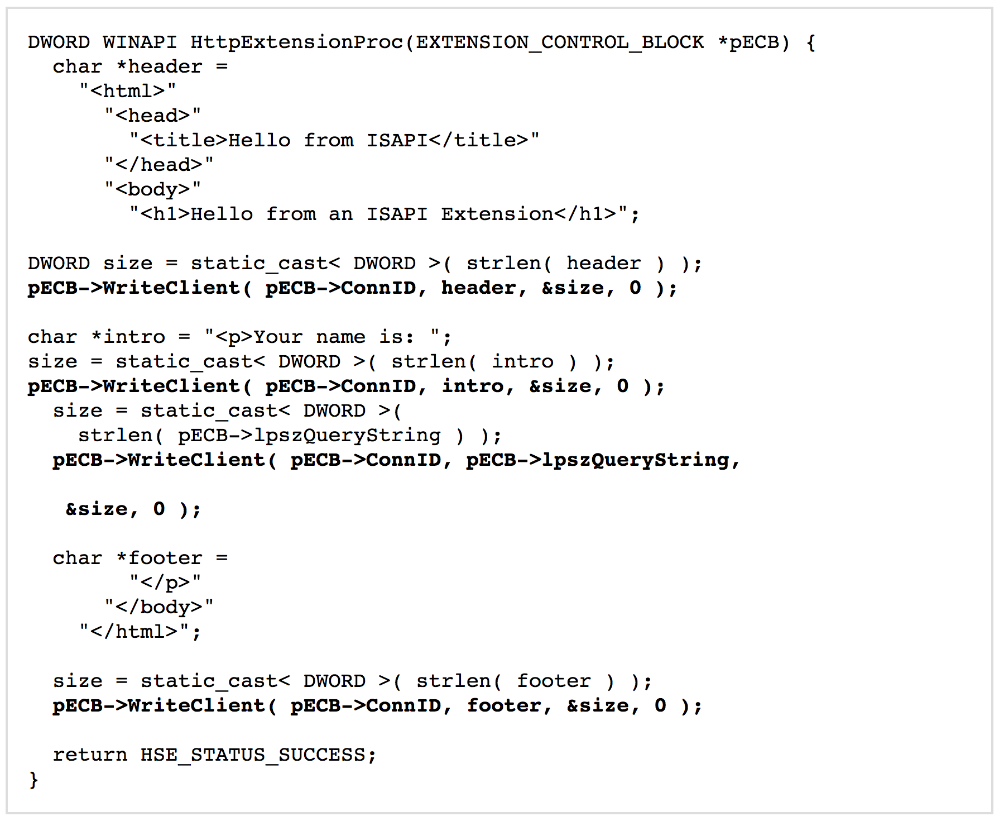 DWORD WINAPI HttpExtensionProc(EXTENSION_CONTROL_BLOCK *pECB) {
  char *header =
    "<html>"
      "<head>"
        "<title>Hello from ISAPI</title>"
      "</head>"
      "<body>"
        "<h1>Hello from an ISAPI Extension</h1>";
DWORD size = static_cast< DWORD >( strlen( header ) );
pECB->WriteClient( pECB->ConnID, header, &size, 0 );
char *intro = "<p>Your name is: ";
size = static_cast< DWORD >( strlen( intro ) );
pECB->WriteClient( pECB->ConnID, intro, &size, 0 );
  size = static_cast< DWORD >(
    strlen( pECB->lpszQueryString ) );
  pECB->WriteClient( pECB->ConnID, pECB->lpszQueryString,
   &size, 0 );
  char *footer =
        "</p>"
      "</body>"
    "</html>";
  size = static_cast< DWORD >( strlen( footer ) );
  pECB->WriteClient( pECB->ConnID, footer, &size, 0 );
  return HSE_STATUS_SUCCESS;
}